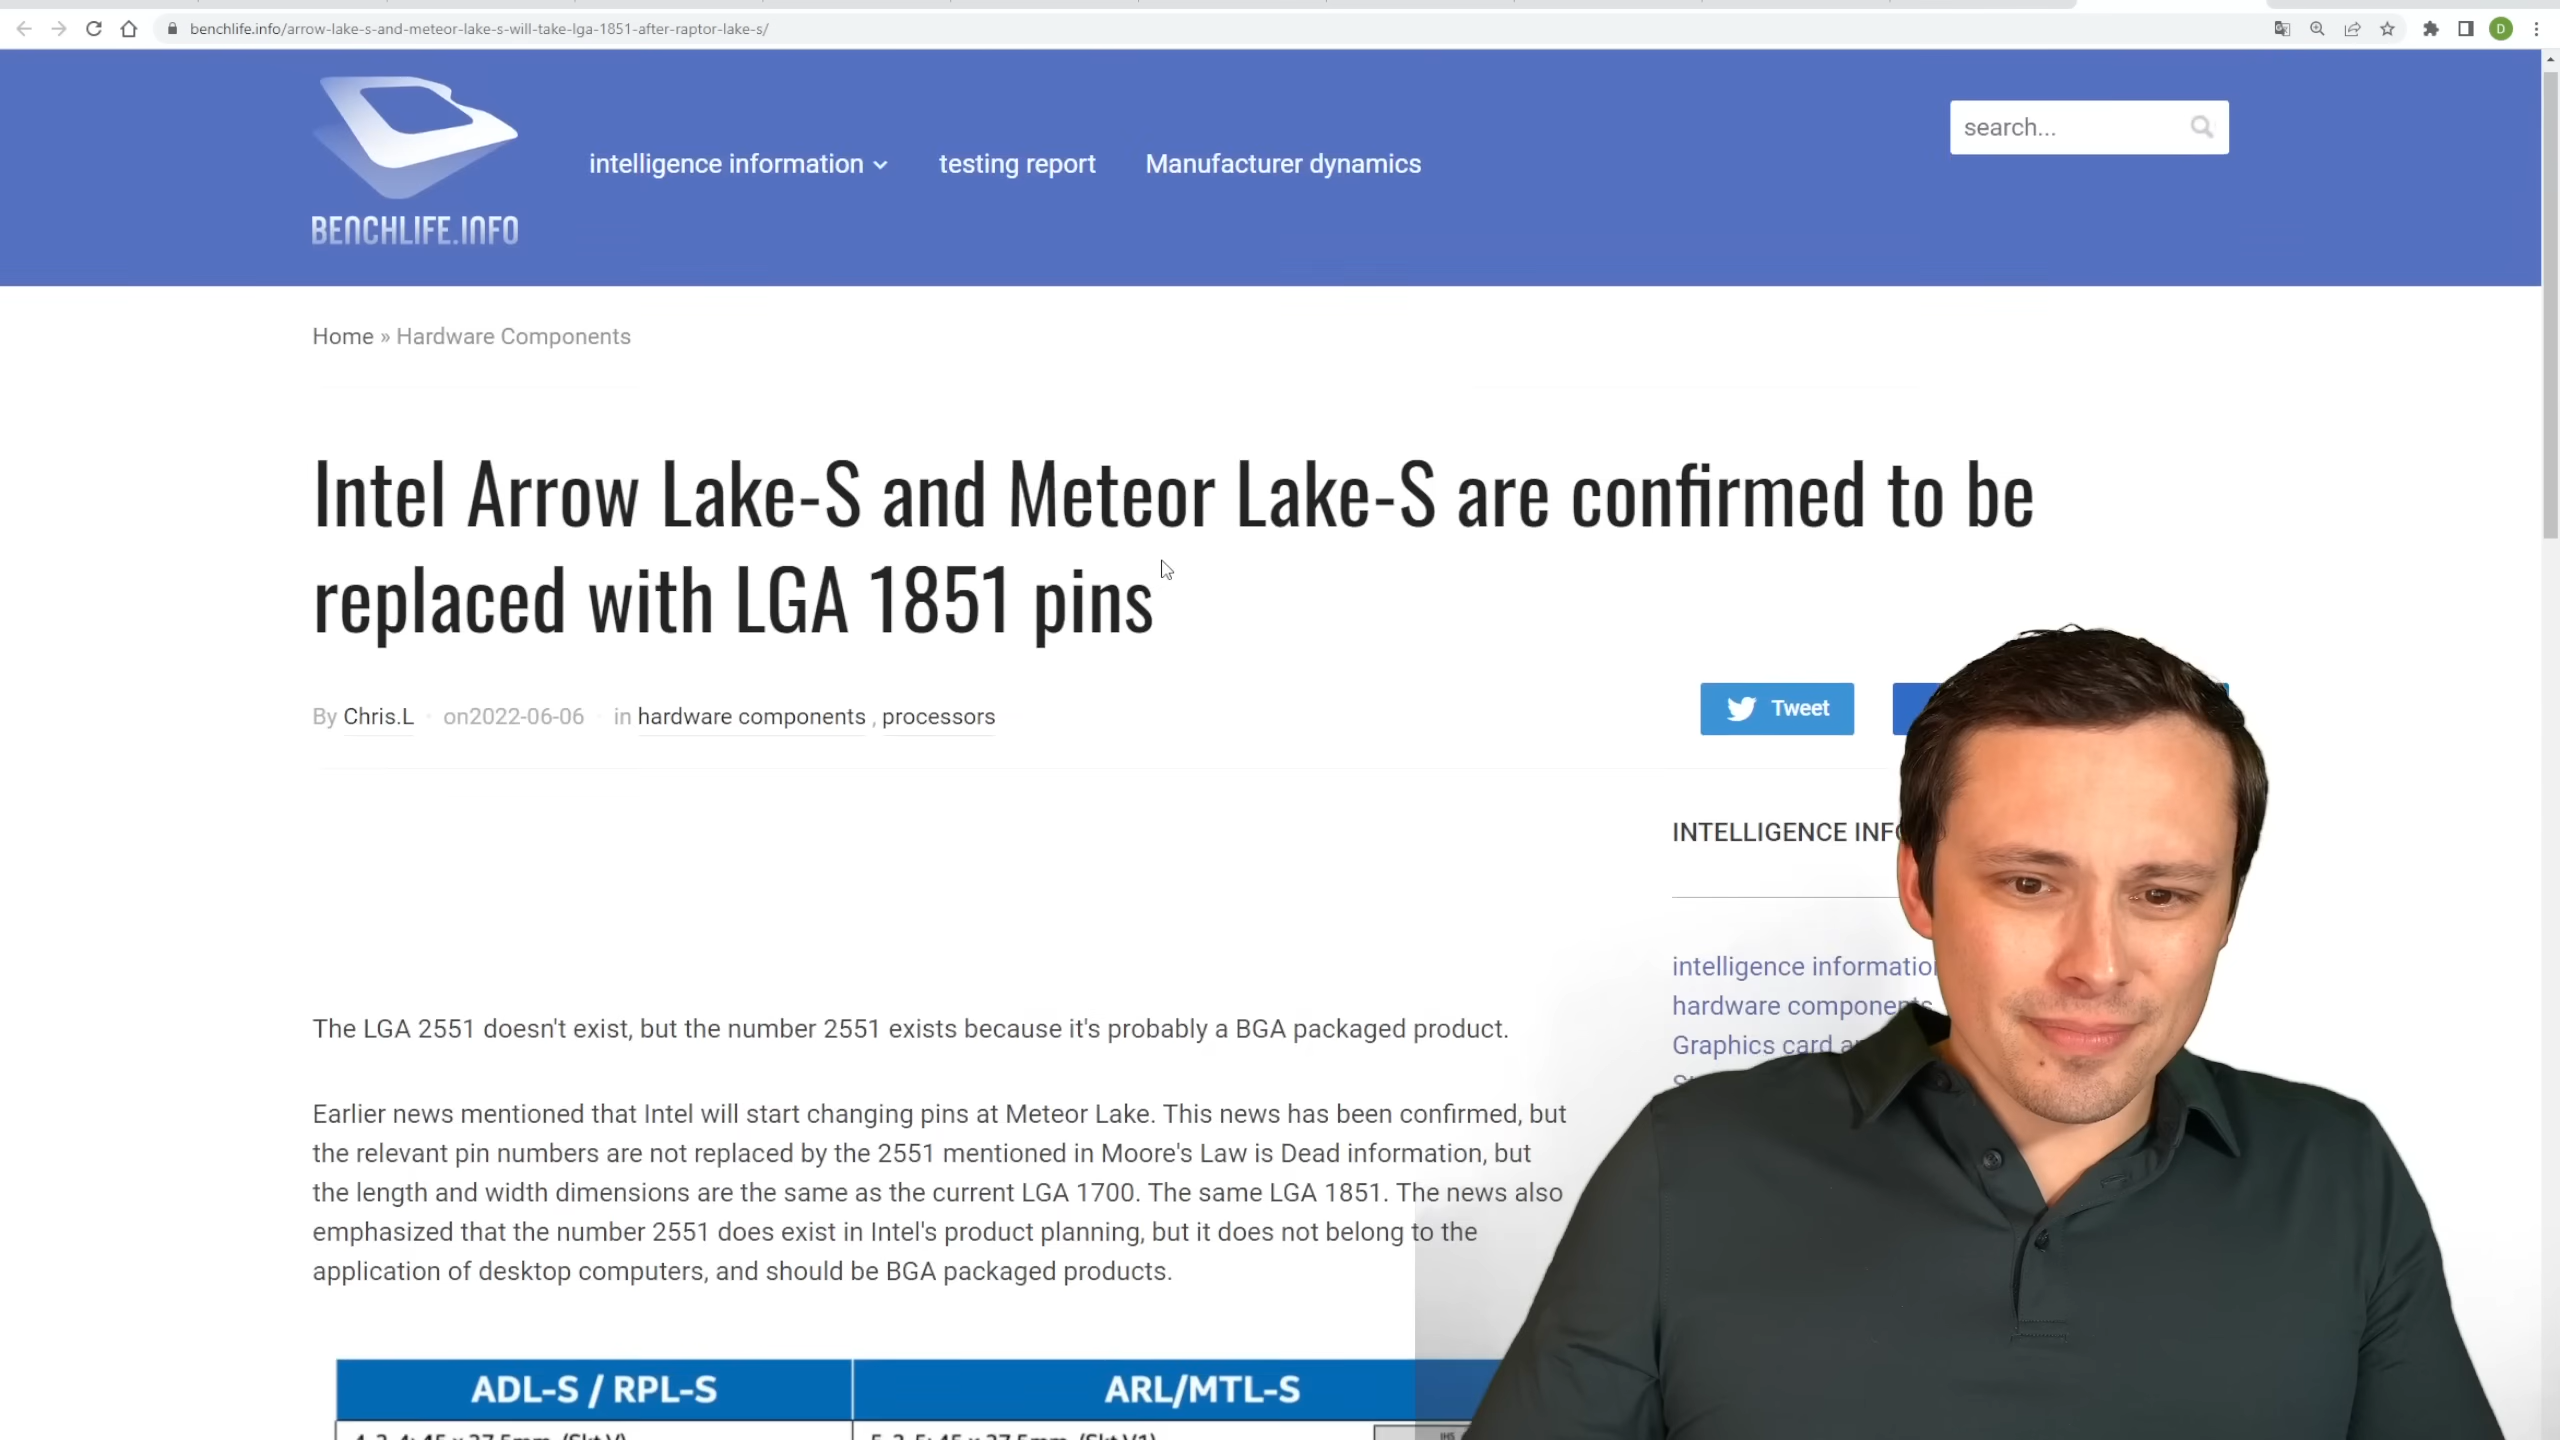 benchlife.info/arrow-lake-s-and-meteor-lake-s-will-take-lga-1851-after-raptor-lake-s/
D
BENCHLIFE.INFO
intelligence information
testing report
Manufacturer dynamics
search...
Home » Hardware Components
Intel Arrow Lake-S and Meteor Lake-S are confirmed to be
replaced with LGA 1851 pins
By Chris.L · on2022-06-06 · in hardware components , processors
Tweet
INTELLIGENCE
intelligence
hardware
Graphics card
The LGA 2551 doesn't exist, but the number 2551 exists because it's probably a BGA packaged product.
Earlier news mentioned that Intel will start changing pins at Meteor Lake. This news has been confirmed, but
the relevant pin numbers are not replaced by the 2551 mentioned in Moore's Law is Dead information, but
the length and width dimensions are the same as the current LGA 1700. The same LGA 1851. The news also
emphasized that the number 2551 does exist in Intel's product planning, but it does not belong to the
application of desktop computers, and should be BGA packaged products.
ADL-S / RPL-S
ARL/MTL-S